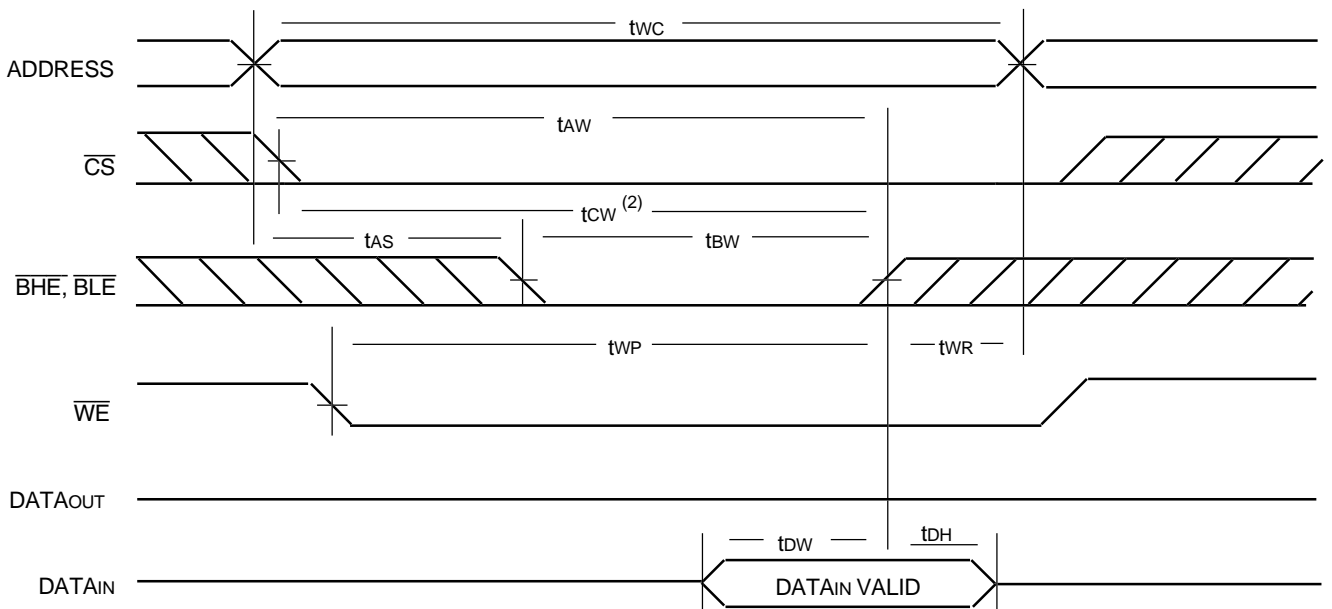 tWC
ADDRESS
tAW
CS
tCW (2)
tAS
tBW
BHE, BLE
tWP
tWR
WE
DATAOUT
tDW
tDH
DATAIN
DATAIN VALID